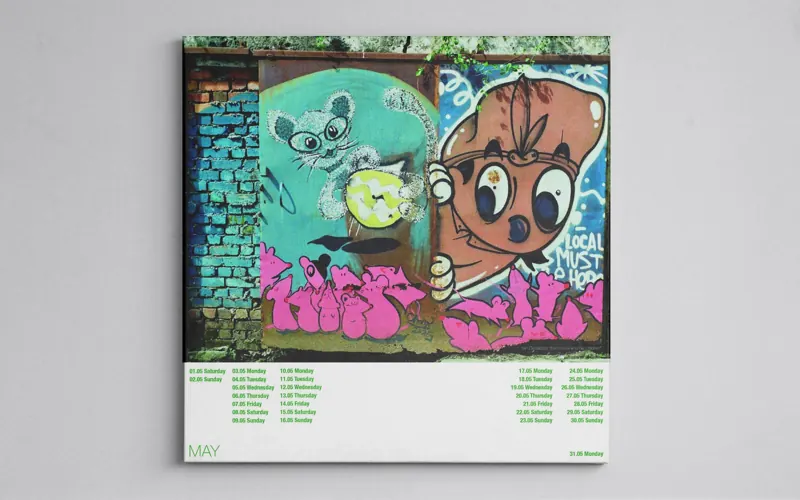 LOCAL
MUST
01.05 Saturday
02.05 Sunday
03.05 Monday
04.05 Tuesday
05.05 Wednesday
06.05 Thursday
07.05 Friday
08.05 Saturday
09.05 Sunday
10.05 Monday
11.05 Tuesday
12.05 Wednesday
13.05 Thursday
14.05 Friday
15.05 Saturday
16.05 Sunday
17.05 Monday
18.05 Tuesday
19.05 Wednesday
20.05 Thursday
21.05 Friday
22.05 Saturday
23.05 Sunday
24.05 Monday
25.05 Tuesday
26.05 Wednesday
27.05 Thursday
28.05 Friday
29.05 Saturday
30.05 Sunday
31.05 Monday
MAY